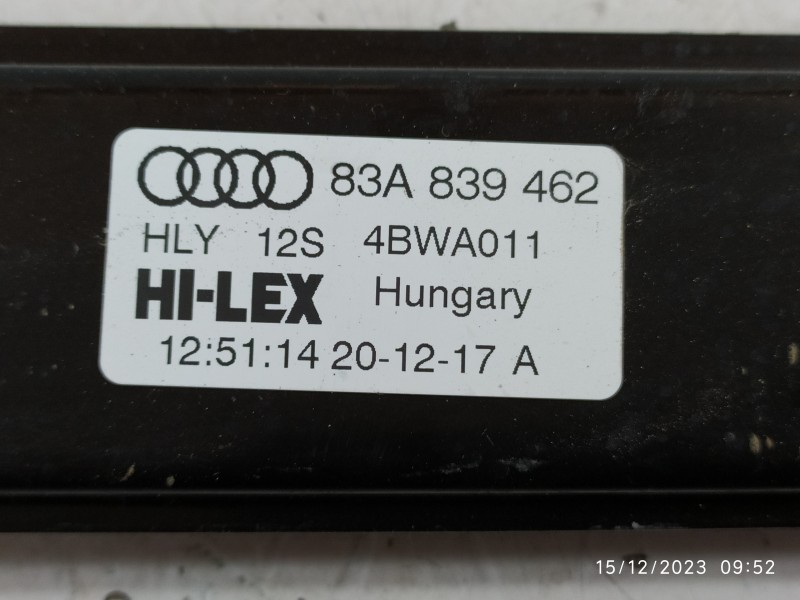 83A 839 462
HLY 12S 4BWA011
HI-LEX Hungary
12:51:14 20-12-17 A
15/12/2023 09:52